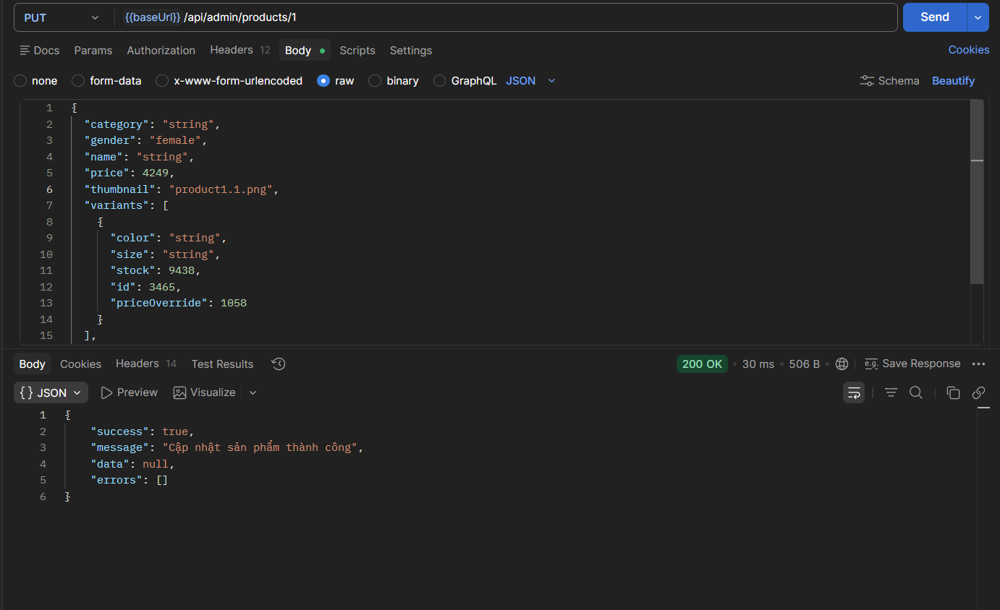 PUT {{baseUrl}} /api/admin/products/1 Send
Docs Params Authorization Headers 12 Body Scripts Settings Cookies
none form-data x-www-form-urlencoded raw binary GraphQL JSON Schema Beautify
1 {
2 "category": "string",
3 "gender": "female",
4 "name": "string",
5 "price": 4249,
6 "thumbnail": "product1.1.png",
7 "variants": [
8 {
9 "color": "string",
10 "size": "string",
11 "stock": 9438,
12 "id": 3465,
13 "priceOverride": 1058
14 }
15 ],
Body Cookies Headers 14 Test Results 200 OK • 30 ms • 506 B • e.g. Save Response
{} JSON Preview Visualize
1 {
2 "success": true,
3 "message": "Cập nhật sản phẩm thành công",
4 "data": null,
5 "errors": []
6 }